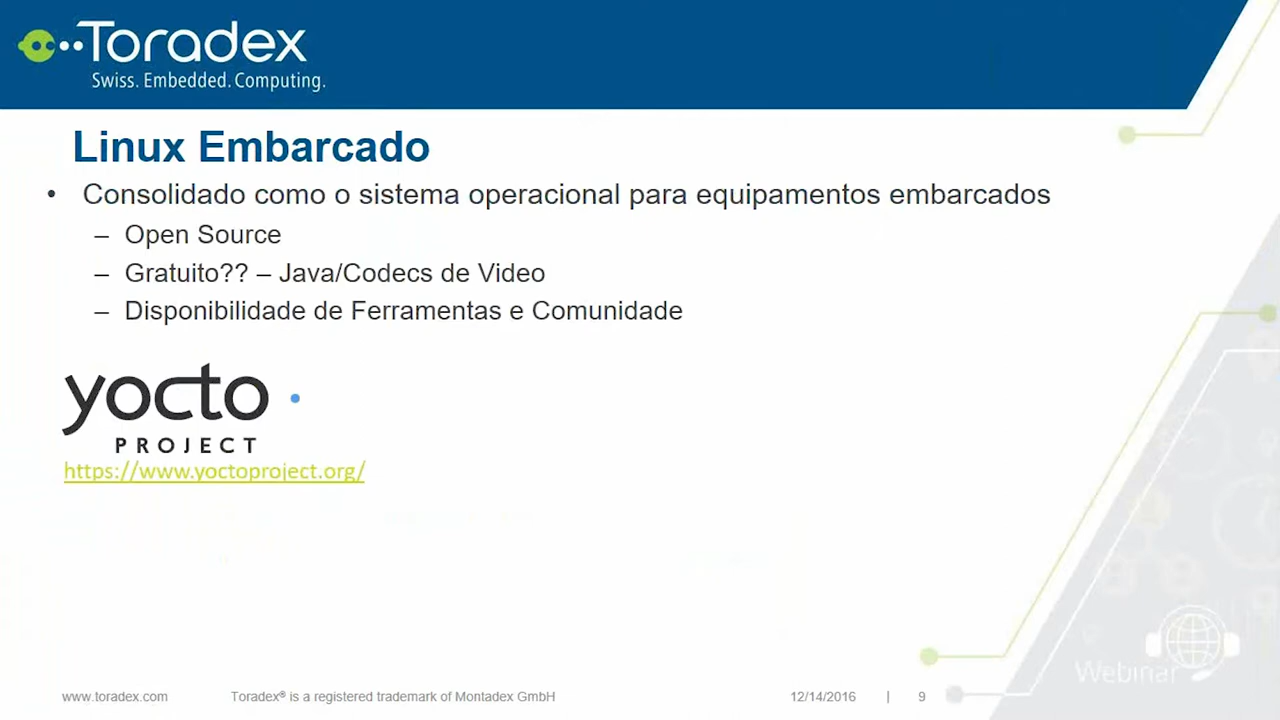 Toradex
Swiss. Embedded. Computing.
Linux Embarcado
• Consolidado como o sistema operacional para equipamentos embarcados
– Open Source
– Gratuito?? – Java/Codecs de Video
– Disponibilidade de Ferramentas e Comunidade
yocto
PROJECT
https://www.yoctoproject.org/
Webinar
www.toradex.com Toradex® is a registered trademark of Montadex GmbH 12/14/2016 | 9